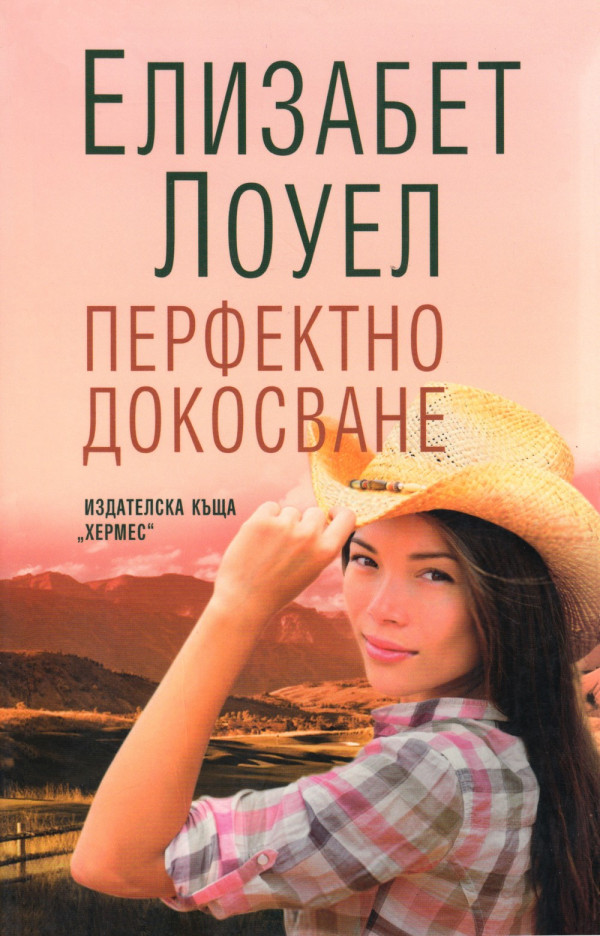 ЕЛИЗАБЕТ
ЛОУЕЛ
ПЕРФЕКТНО
ДОКОСВАНЕ
ИЗДАТЕЛСКА КЪЩА
„ХЕРМЕС“